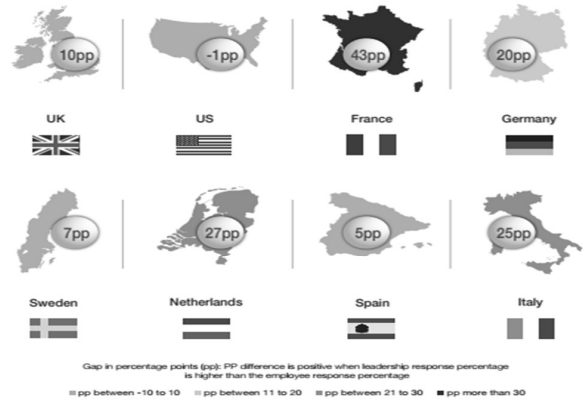 10pp -1pp 43pp 20pp
UK US France Germany
7pp 27pp 5pp 25pp
Sweden Netherlands Spain Italy
Gap in percentage points (pp): PP difference is positive when leadership response percentage
is higher than the employee response percentage
pp between -10 to 10 pp between 11 to 20 pp between 21 to 30 pp more than 30